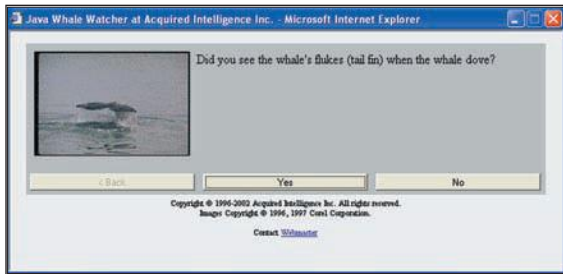 Java Whale Watcher at Acquired Intelligence Inc. - Microsoft Internet Explorer
Did you see the whale's flukes (tail fin) when the whale dove?
< Back
Yes
No
Copyright © 1996-2002 Acquired Intelligence Inc. All rights reserved.
Images Copyright © 1996, 1997 Corel Corporation.
Contact Webmaster